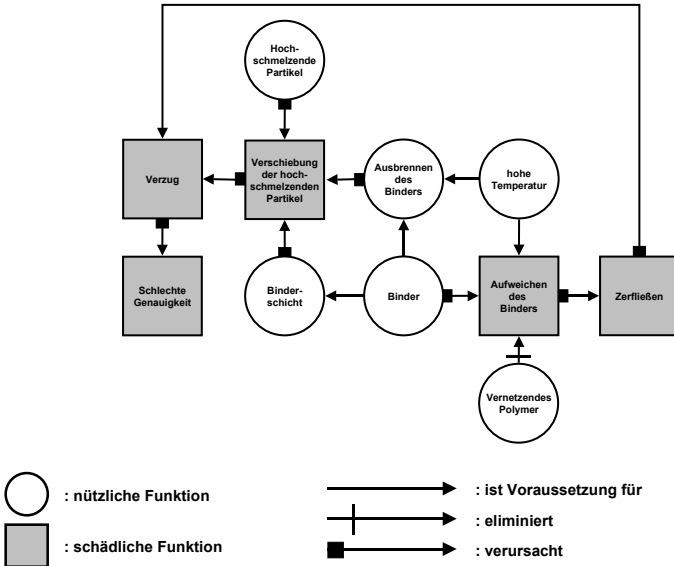 Hoch-
schmelzende
Partikel
Verzug
Verschiebung
der hoch-
schmelzenden
Partikel
Ausbrennen
des
Binders
hohe
Temperatur
Schlechte
Genauigkeit
Binder-
schicht
Binder
Aufweichen
des
Binders
Zerfließen
Vernetzendes
Polymer
: nützliche Funktion
: schädliche Funktion
: ist Voraussetzung für
: eliminiert
: verursacht